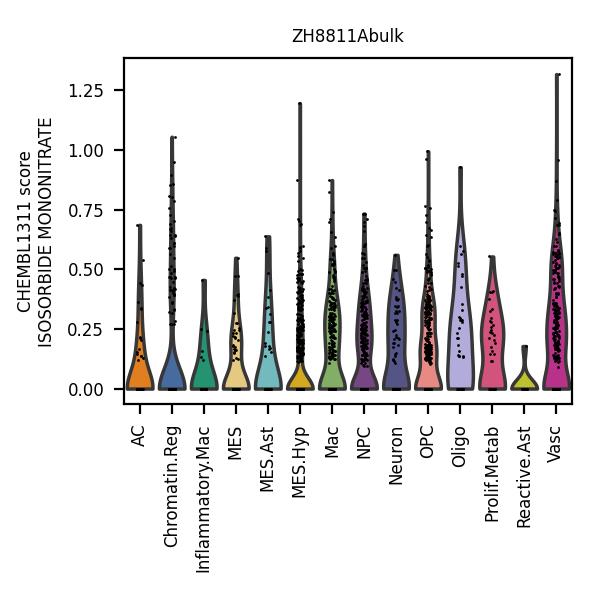 ZH8811Abulk
CHEMBL1311 score
ISOSORBIDE MONONITRATE
1.25
1.00
0.75
0.50
0.25
0.00
AC
Chromatin.Reg
Inflammatory.Mac
MES
MES.Ast
MES.Hyp
Mac
NPC
Neuron
OPC
Oligo
Prolif.Metab
Reactive.Ast
Vasc